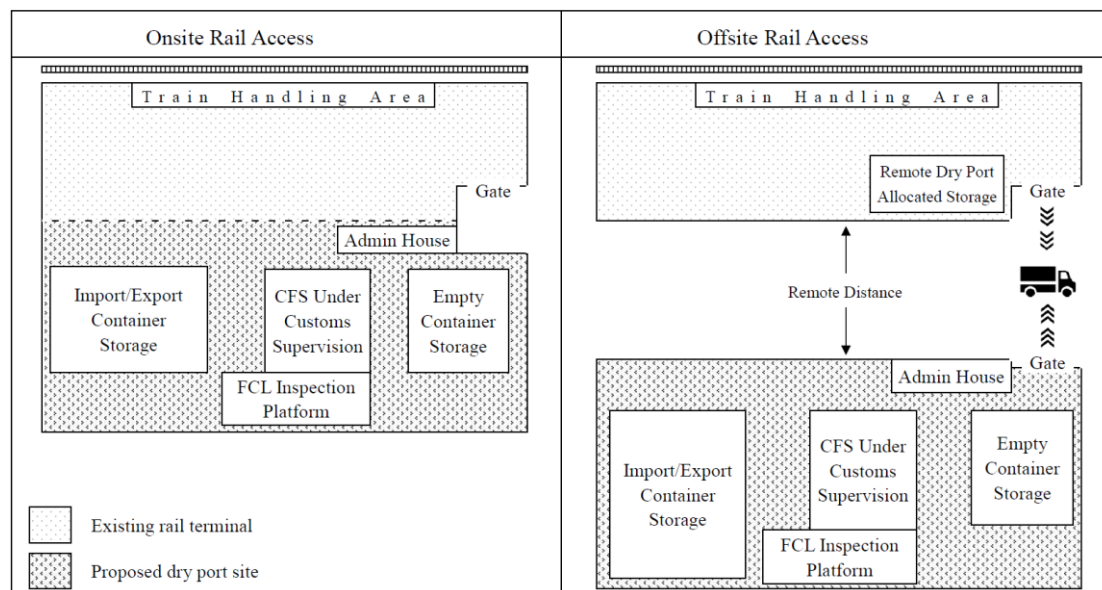 Onsite Rail Access
Train Handling Area
Gate
Admin House
Import/Export
Container
Storage
CFS Under
Customs
Supervision
Empty
Container
Storage
FCL Inspection
Platform
Existing rail terminal
Proposed dry port site
Offsite Rail Access
Train Handling Area
Remote Dry Port
Allocated Storage
Gate
Remote Distance
Gate
Admin House
Import/Export
Container
Storage
CFS Under
Customs
Supervision
Empty
Container
Storage
FCL Inspection
Platform